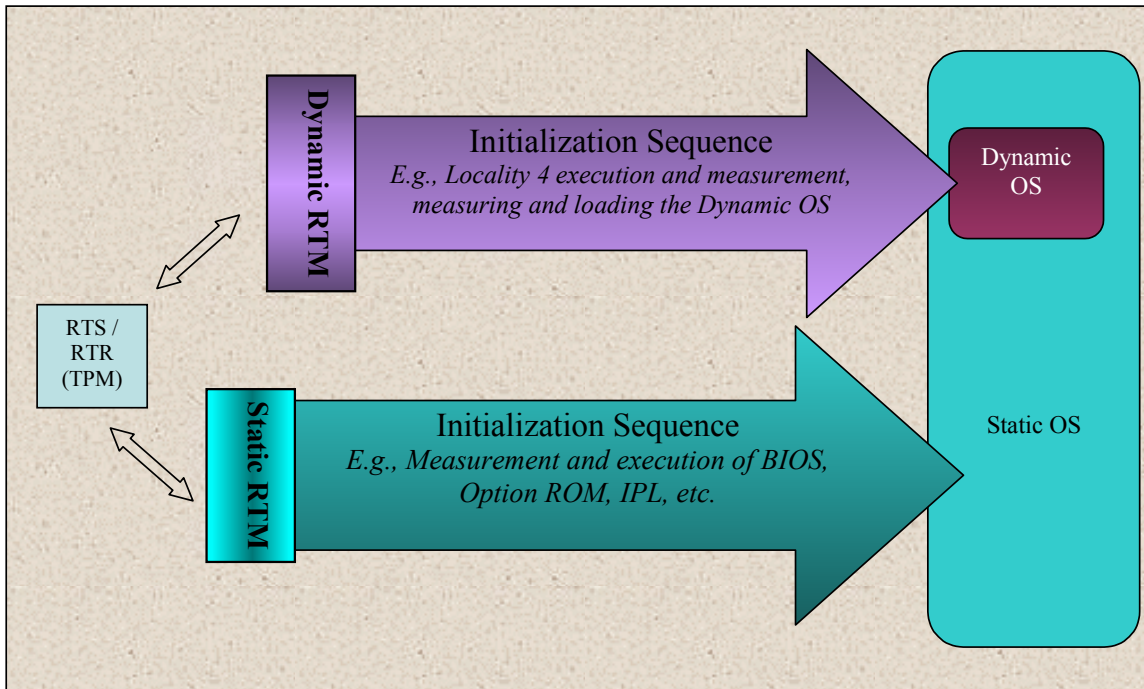 Dynamic RTM
Initialization Sequence
E.g., Locality 4 execution and measurement,
measuring and loading the Dynamic OS
Dynamic
OS
RTS /
RTR
(TPM)
Static RTM
Initialization Sequence
E.g., Measurement and execution of BIOS,
Option ROM, IPL, etc.
Static OS